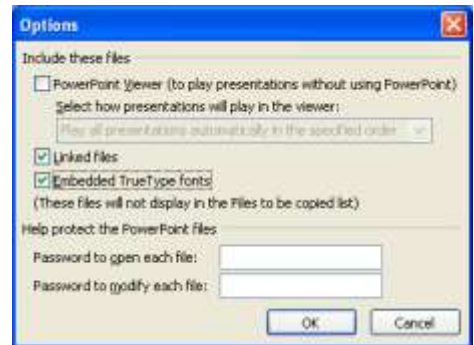 Options
Include these files
PowerPoint Viewer (to play presentations without using PowerPoint)
Select how presentations will play in the viewer:
Play all presentations automatically in the specified order
Linked files
Embedded TrueType fonts
(These files will not display in the Files to be copied list)
Help protect the PowerPoint files
Password to open each file:
Password to modify each file:
OK Cancel